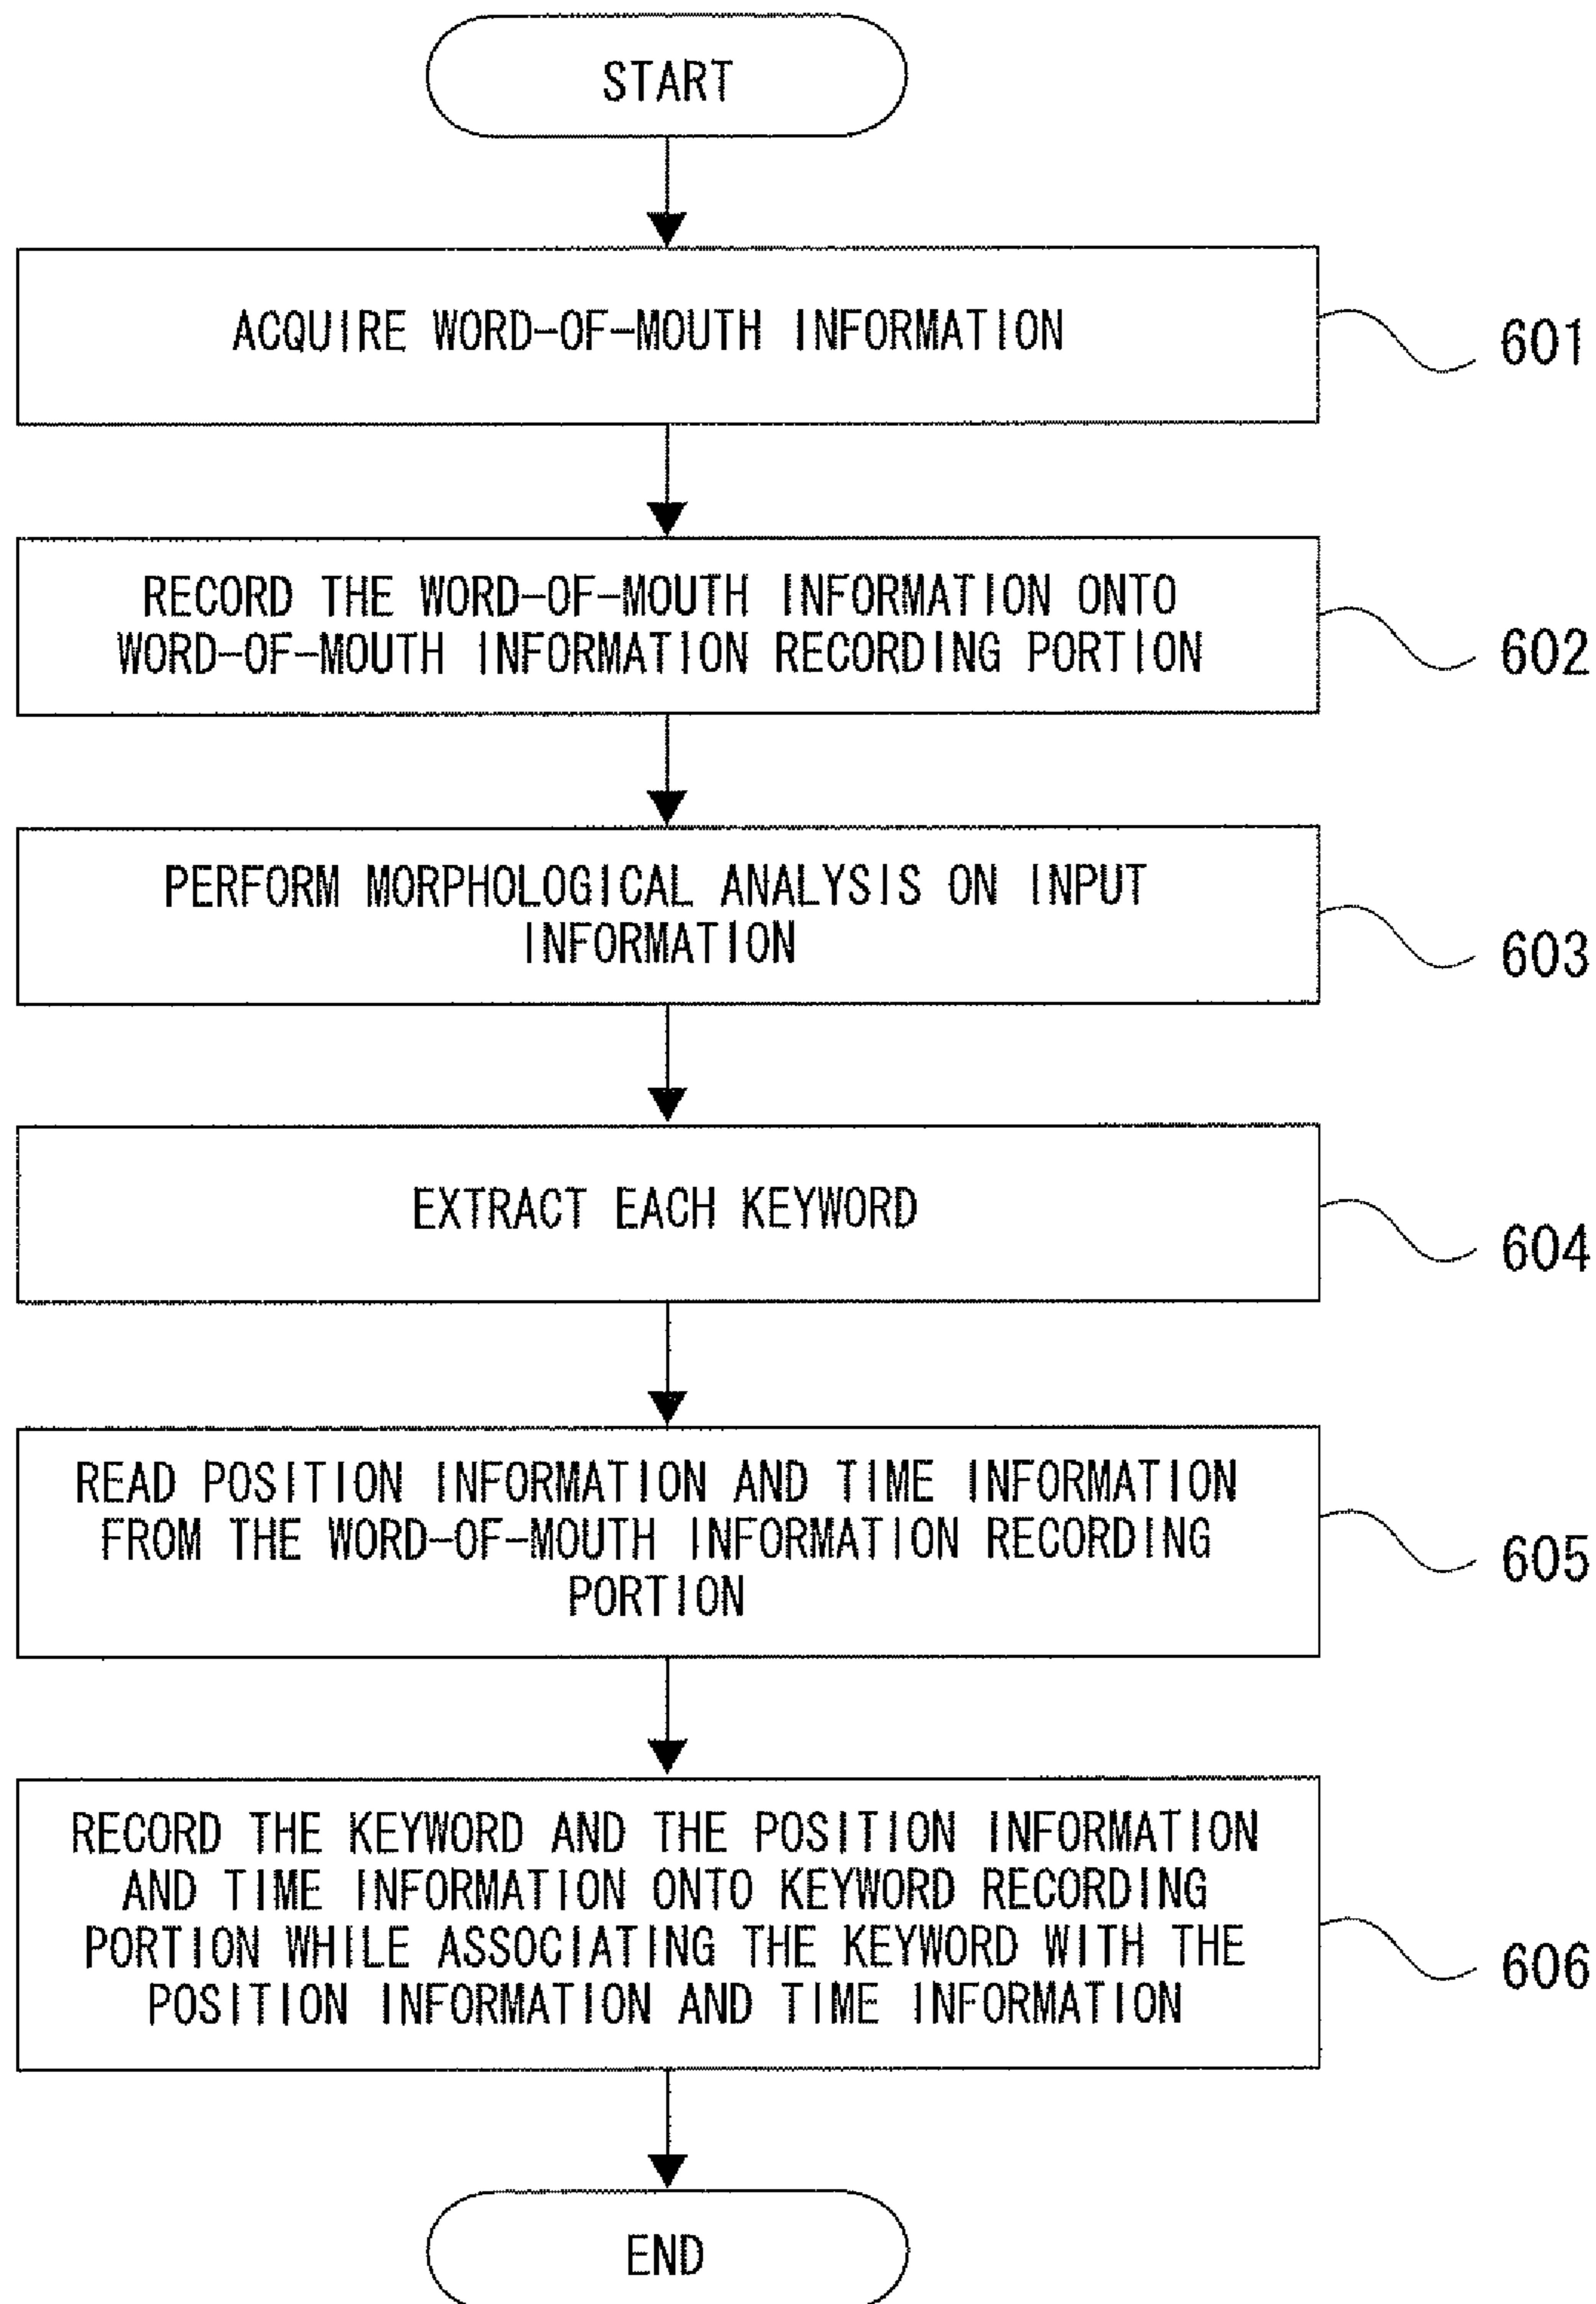 START
ACQUIRE WORD-OF-MOUTH INFORMATION
601
RECORD THE WORD-OF-MOUTH INFORMATION ONTO
WORD-OF-MOUTH INFORMATION RECORDING PORTION
602
PERFORM MORPHOLOGICAL ANALYSIS ON INPUT
INFORMATION
603
EXTRACT EACH KEYWORD
604
READ POSITION INFORMATION AND TIME INFORMATION
FROM THE WORD-OF-MOUTH INFORMATION RECORDING
PORTION
605
RECORD THE KEYWORD AND THE POSITION INFORMATION
AND TIME INFORMATION ONTO KEYWORD RECORDING
PORTION WHILE ASSOCIATING THE KEYWORD WITH THE
POSITION INFORMATION AND TIME INFORMATION
606
END